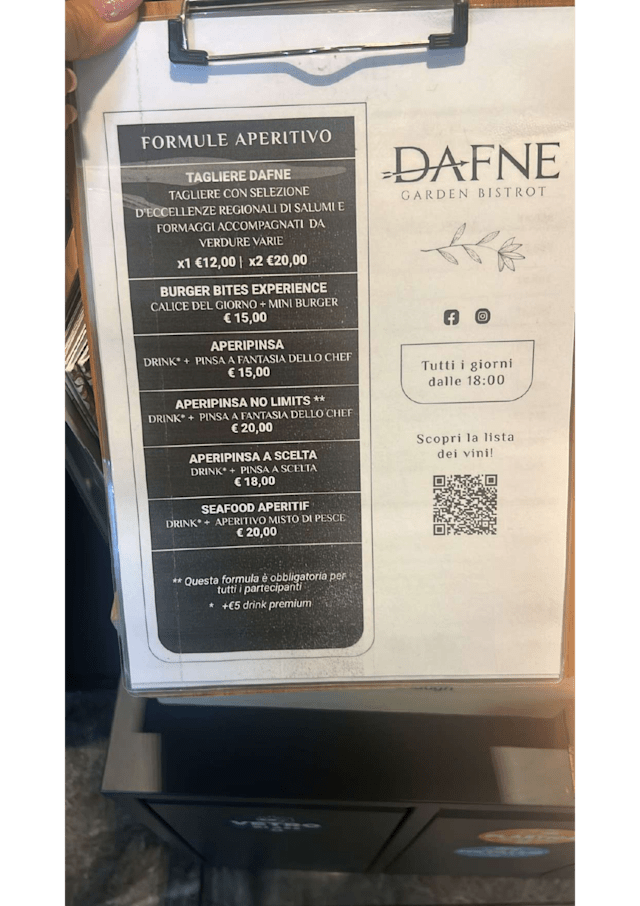 FORMULE APERITIVO
TAGLIERE DAFNE
TAGLIERE CON SELEZIONE
D'ECCELLENZE REGIONALI DI SALUMI E
FORMAGGI ACCOMPAGNATI DA
VERDURE VARIE
x1 €12,00 | x2 €20,00
BURGER BITES EXPERIENCE
CALICE DEL GIORNO + MINI BURGER
€ 15,00
APERIPINSA
DRINK* + PINSA A FANTASIA DELLO CHEF
€ 15,00
APERIPINSA NO LIMITS **
DRINK* + PINSA A FANTASIA DELLO CHEF
€ 20,00
APERIPINSA A SCELTA
DRINK* + PINSA A SCELTA
€ 18,00
SEAFOOD APERITIF
DRINK* + APERITIVO MISTO DI PESCE
€ 20,00
** Questa formula è obbligatoria per
tutti i partecipanti
* +€5 drink premium
DAFNE
GARDEN BISTROT
Tutti i giorni
dalle 18:00
Scopri la lista
dei vini!
VETRO